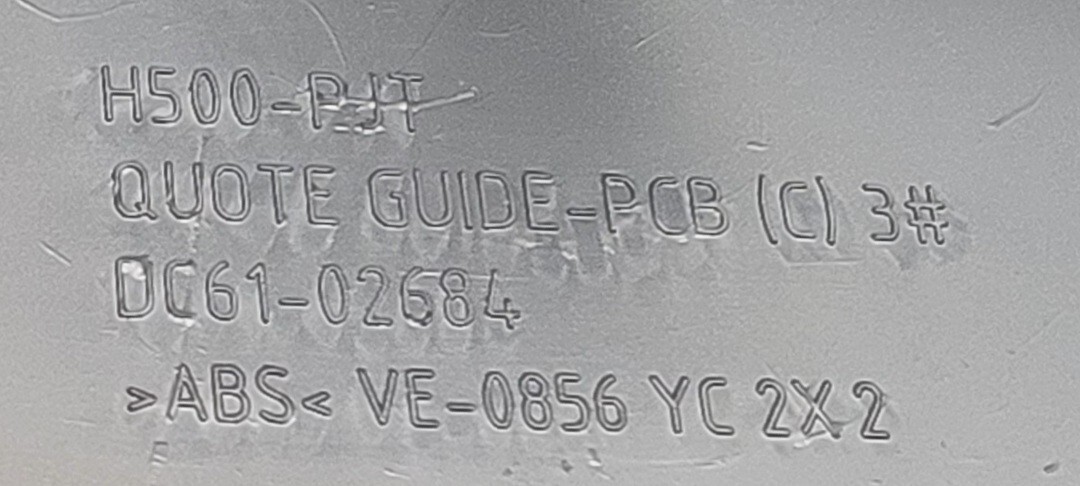 H500-PJT
QUOTE GUIDE-PCB (C) 3#
DC61-02684
>ABS< VE-0856 YC 2X2